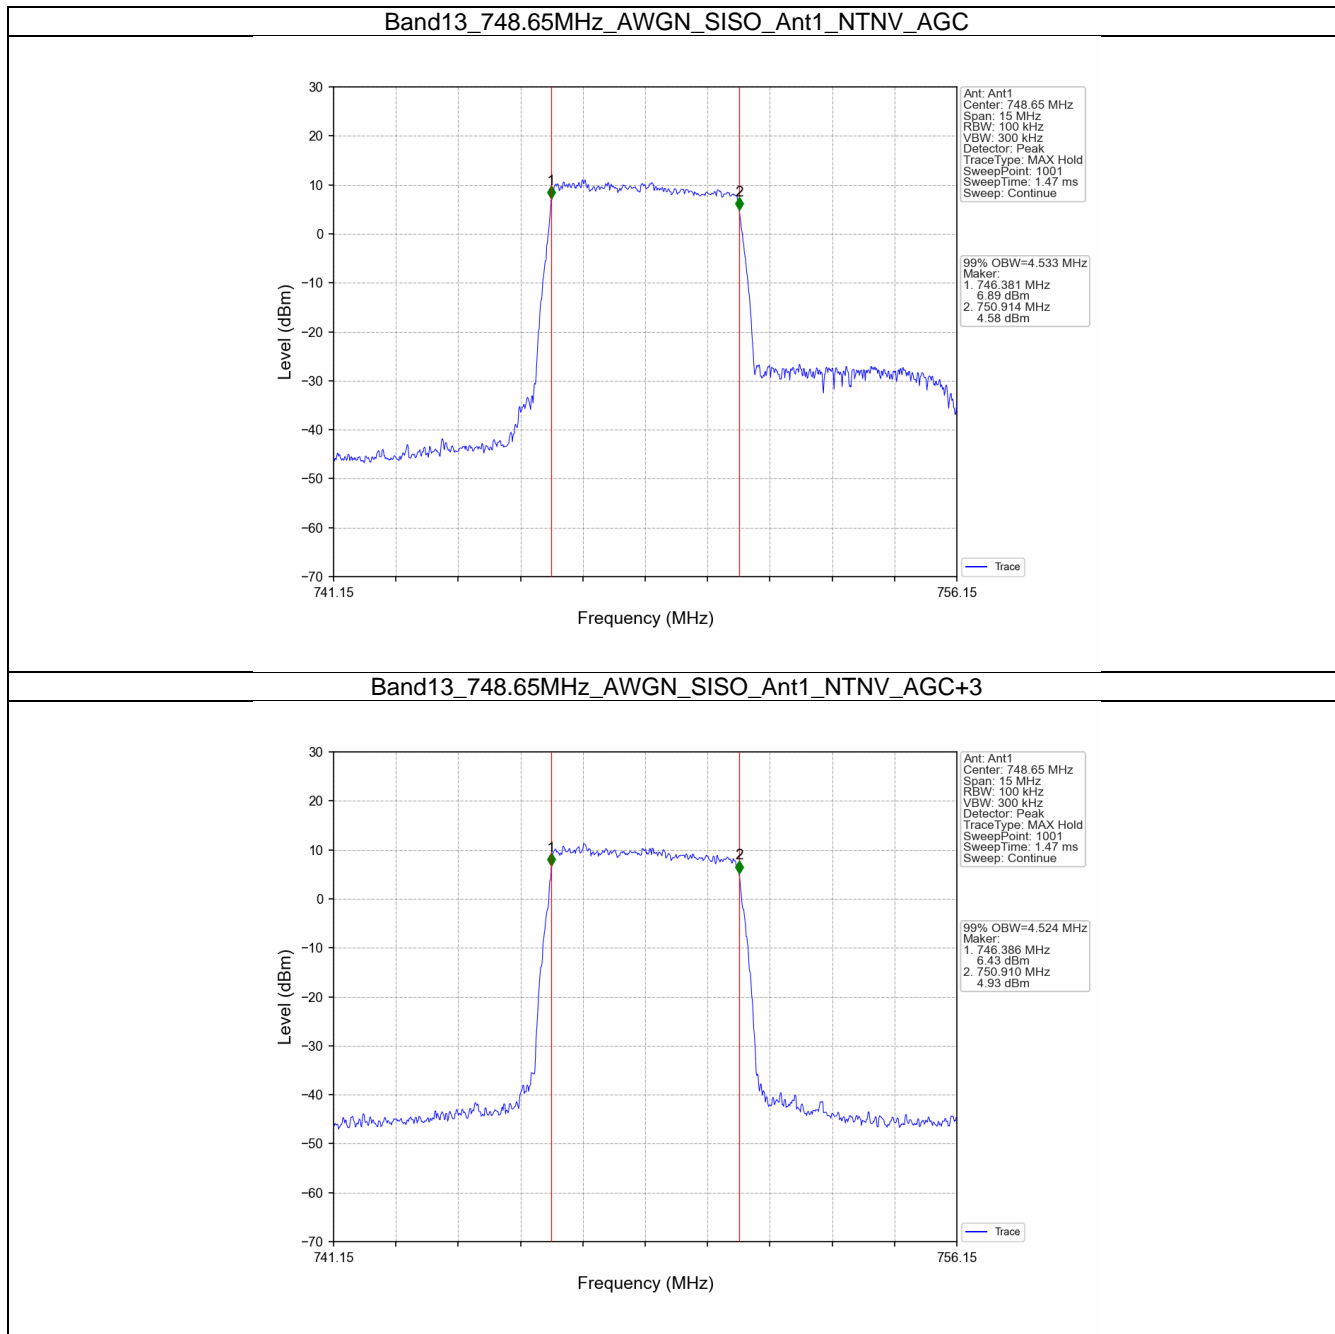 Band13_748.65MHz_AWGN_SISO_Ant1_NTNV_AGC
30
20
10
0
−10
−20
−30
−40
−50
−60
−70
Level (dBm)
1
2
741.15
756.15
Frequency (MHz)
Ant: Ant1
Center: 748.65 MHz
Span: 15 MHz
RBW: 100 kHz
VBW: 300 kHz
Detector: Peak
TraceType: MAX Hold
SweepPoint: 1001
SweepTime: 1.47 ms
Sweep: Continue
99% OBW=4.533 MHz
Maker:
1. 746.381 MHz
6.89 dBm
2. 750.914 MHz
4.58 dBm
Trace
Band13_748.65MHz_AWGN_SISO_Ant1_NTNV_AGC+3
30
20
10
0
−10
−20
−30
−40
−50
−60
−70
Level (dBm)
1
2
741.15
756.15
Frequency (MHz)
Ant: Ant1
Center: 748.65 MHz
Span: 15 MHz
RBW: 100 kHz
VBW: 300 kHz
Detector: Peak
TraceType: MAX Hold
SweepPoint: 1001
SweepTime: 1.47 ms
Sweep: Continue
99% OBW=4.524 MHz
Maker:
1. 746.386 MHz
6.43 dBm
2. 750.910 MHz
4.93 dBm
Trace